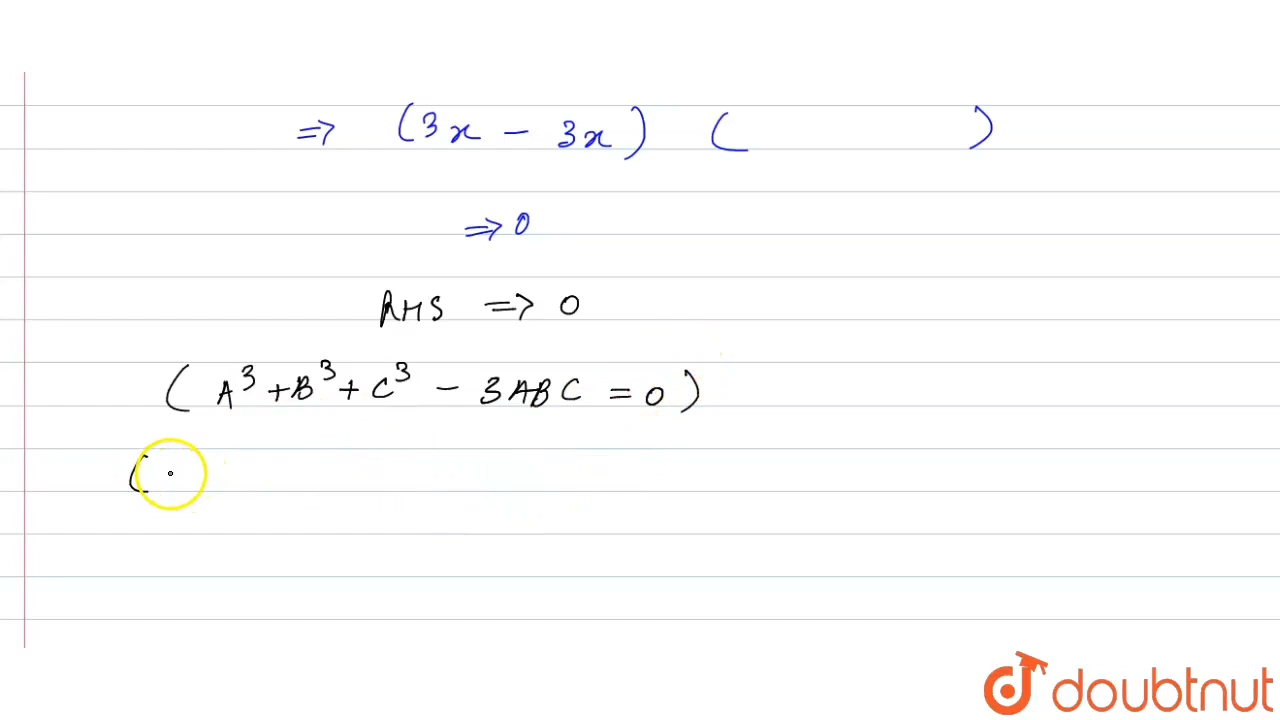 ⇒ (3x - 3x) ( )
⇒ 0
RHS ⇒ 0
( A³ + B³ + C³ - 3ABC = 0 )
(
doubtnut